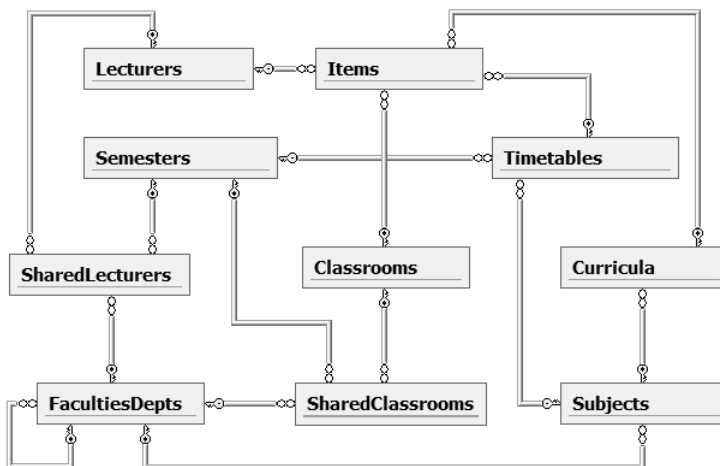 Lecturers
Items
Semesters
Timetables
SharedLecturers
Classrooms
Curricula
FacultiesDepts
SharedClassrooms
Subjects